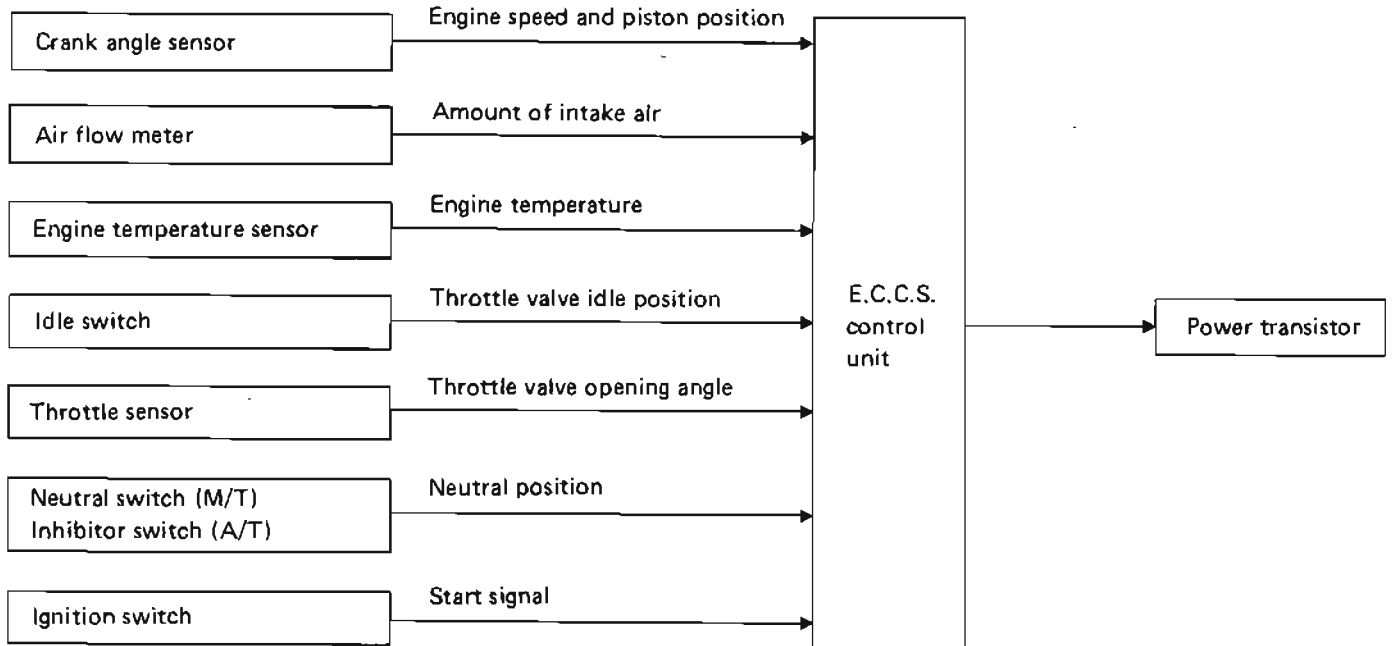 Crank angle sensor
Engine speed and piston position
Air flow meter
Amount of intake air
Engine temperature sensor
Engine temperature
Idle switch
Throttle valve idle position
Throttle sensor
Throttle valve opening angle
Neutral switch (M/T)
Inhibitor switch (A/T)
Neutral position
Ignition switch
Start signal
E.C.C.S.
control
unit
Power transistor